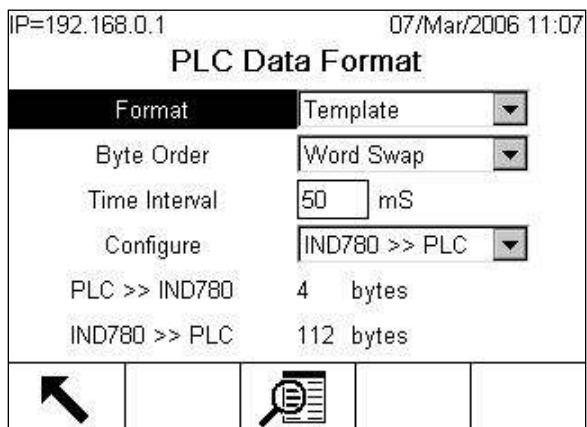 IP=192.168.0.1 07/Mar/2006 11:07
PLC Data Format
Format Template
Byte Order Word Swap
Time Interval 50 mS
Configure IND780 >> PLC
PLC >> IND780 4 bytes
IND780 >> PLC 112 bytes